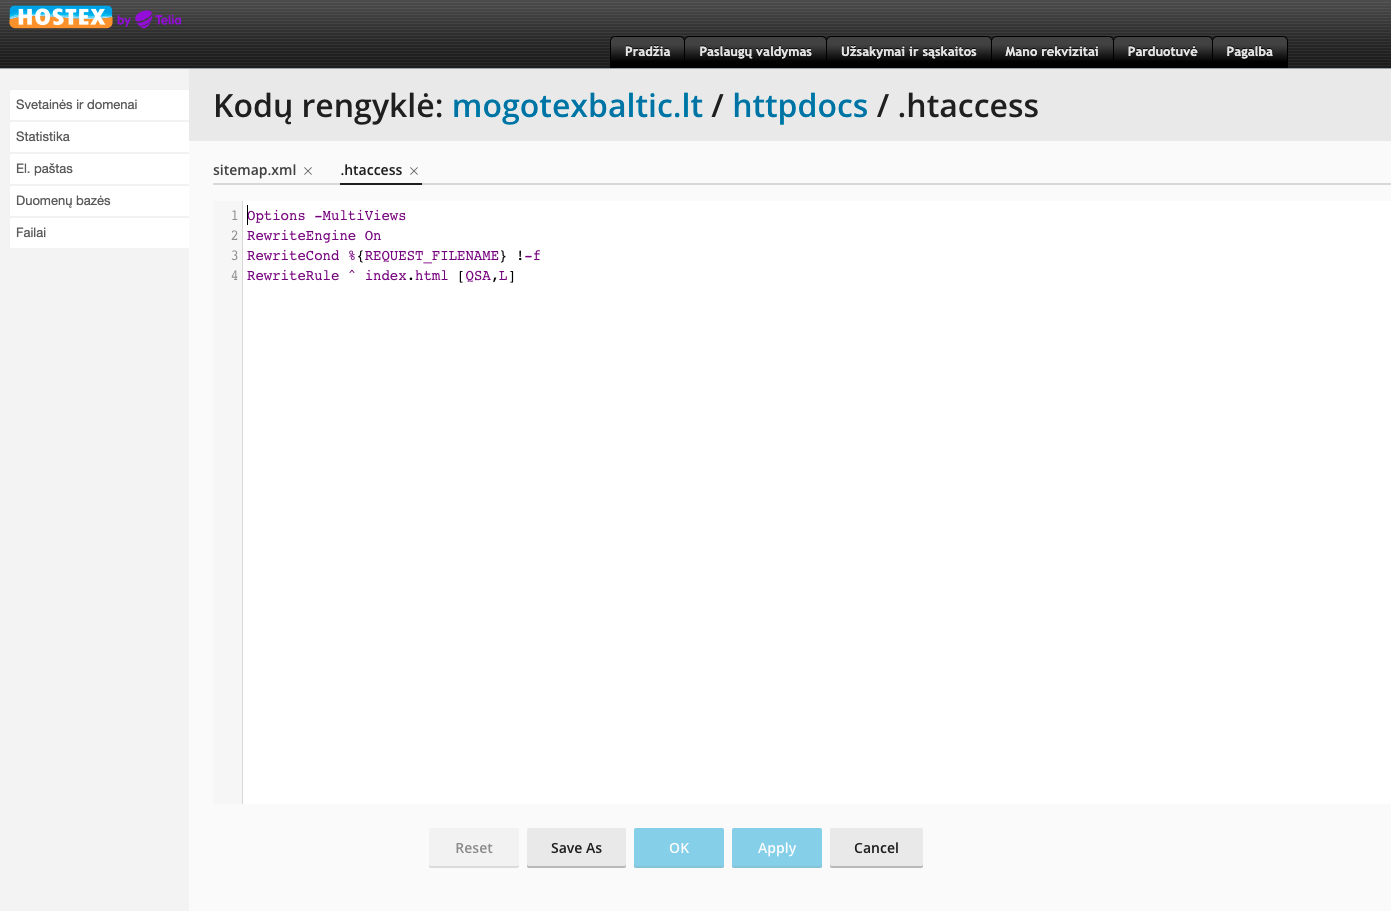 HOSTEX by Telia
Pradžia Paslaugų valdymas Užsakymai ir sąskaitos Mano rekvizitai Parduotuvė Pagalba
Svetainės ir domenai
Statistika
El. paštas
Duomenų bazės
Failai
Kodų rengyklė: mogotexbaltic.lt / httpdocs / .htaccess
sitemap.xml × .htaccess ×
1 Options -MultiViews
2 RewriteEngine On
3 RewriteCond %{REQUEST_FILENAME} !-f
4 RewriteRule ^ index.html [QSA,L]
Reset Save As OK Apply Cancel